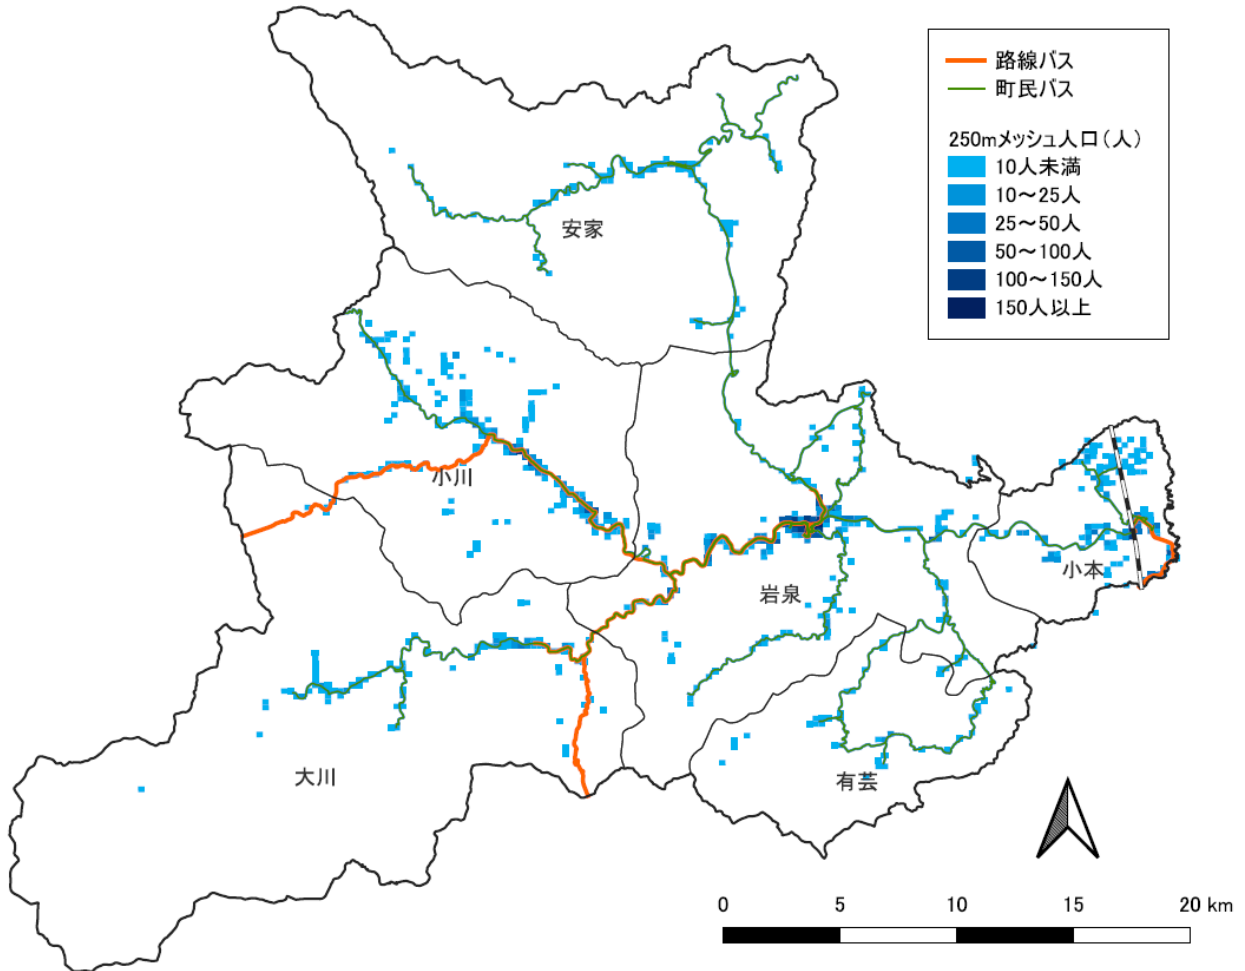 路線バス
町民バス
250mメッシュ人口(人)
10人未満
10～25人
25～50人
50～100人
100～150人
150人以上
安家
小川
小本
岩泉
大川
有芸
0 5 10 15 20 km